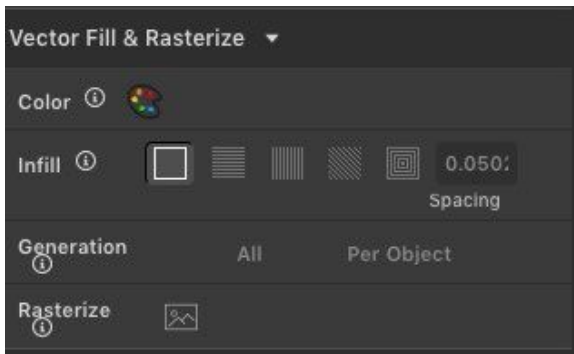 Vector Fill & Rasterize
Color
Infill 0.050
Spacing
Generation All Per Object
Rasterize